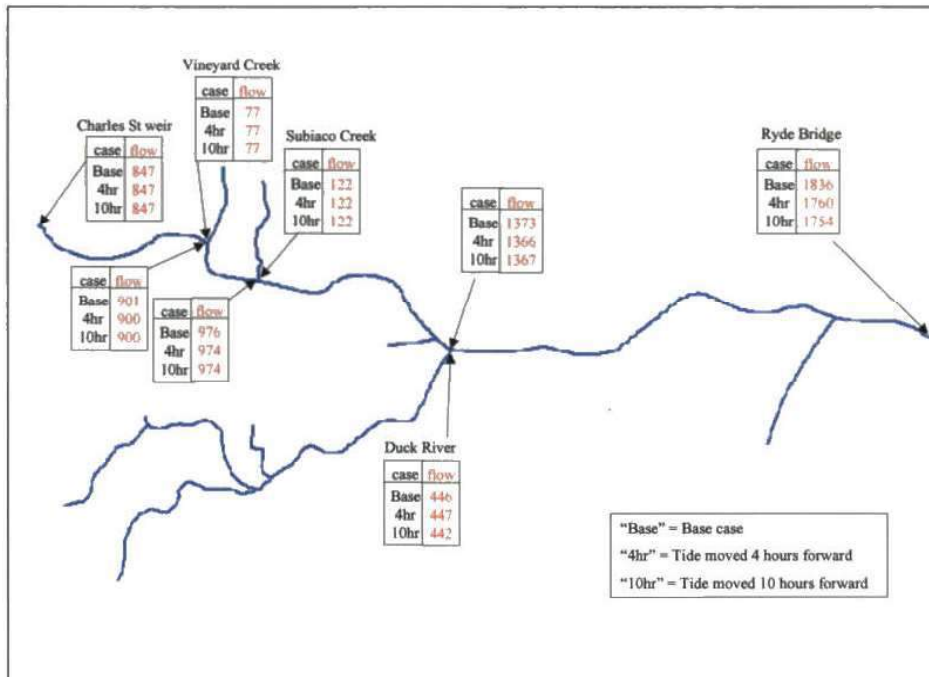 Vineyard Creek
case flow
Base 77
4hr 77
10hr 77
Charles St weir
case flow
Base 847
4hr 847
10hr 847
Subiaco Creek
case flow
Base 122
4hr 122
10hr 122
Ryde Bridge
case flow
Base 1836
4hr 1760
10hr 1754
case flow
Base 1373
4hr 1366
10hr 1367
case flow
Base 901
4hr 900
10hr 900
case flow
Base 976
4hr 974
10hr 974
Duck River
case flow
Base 446
4hr 447
10hr 442
“Base” = Base case
“4hr” = Tide moved 4 hours forward
“10hr” = Tide moved 10 hours forward